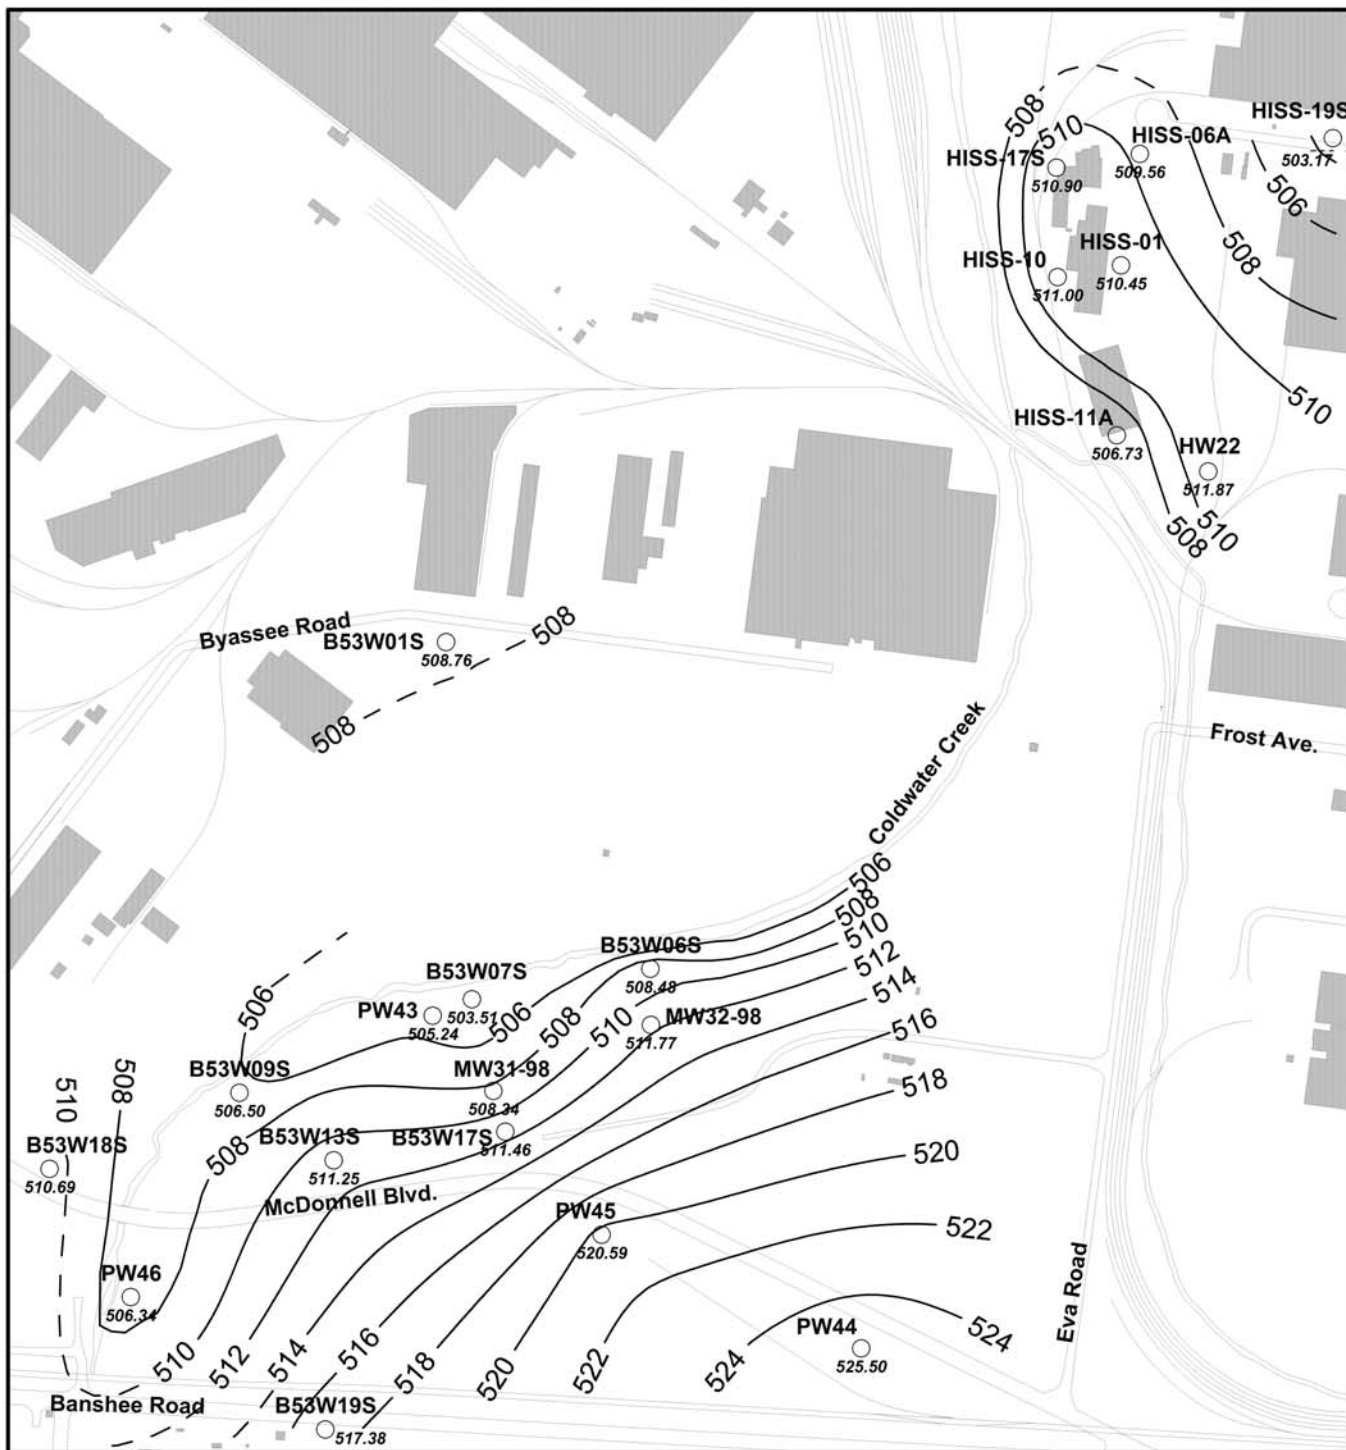 HISS-19S
503.17
508
510
HISS-06A
509.56
HISS-17S
510.90
506
HISS-01
510.45
HISS-10
511.00
508
510
HISS-11A
506.73
HW22
511.87
510
508
Byassee Road
B53W01S
508.76
508
508
Frost Ave.
Coldwater Creek
506
508
510
512
514
516
518
520
522
524
B53W06S
508.48
B53W07S
503.51
PW43
505.24
506
508
510
MW32-98
511.77
506
B53W09S
506.50
MW31-98
508.34
508
510
B53W18S
510.69
B53W13S
511.25
B53W17S
511.46
508
McDonnell Blvd.
PW45
520.59
PW46
506.34
Eva Road
PW44
525.50
510
512
514
516
518
520
522
524
Banshee Road
B53W19S
517.38